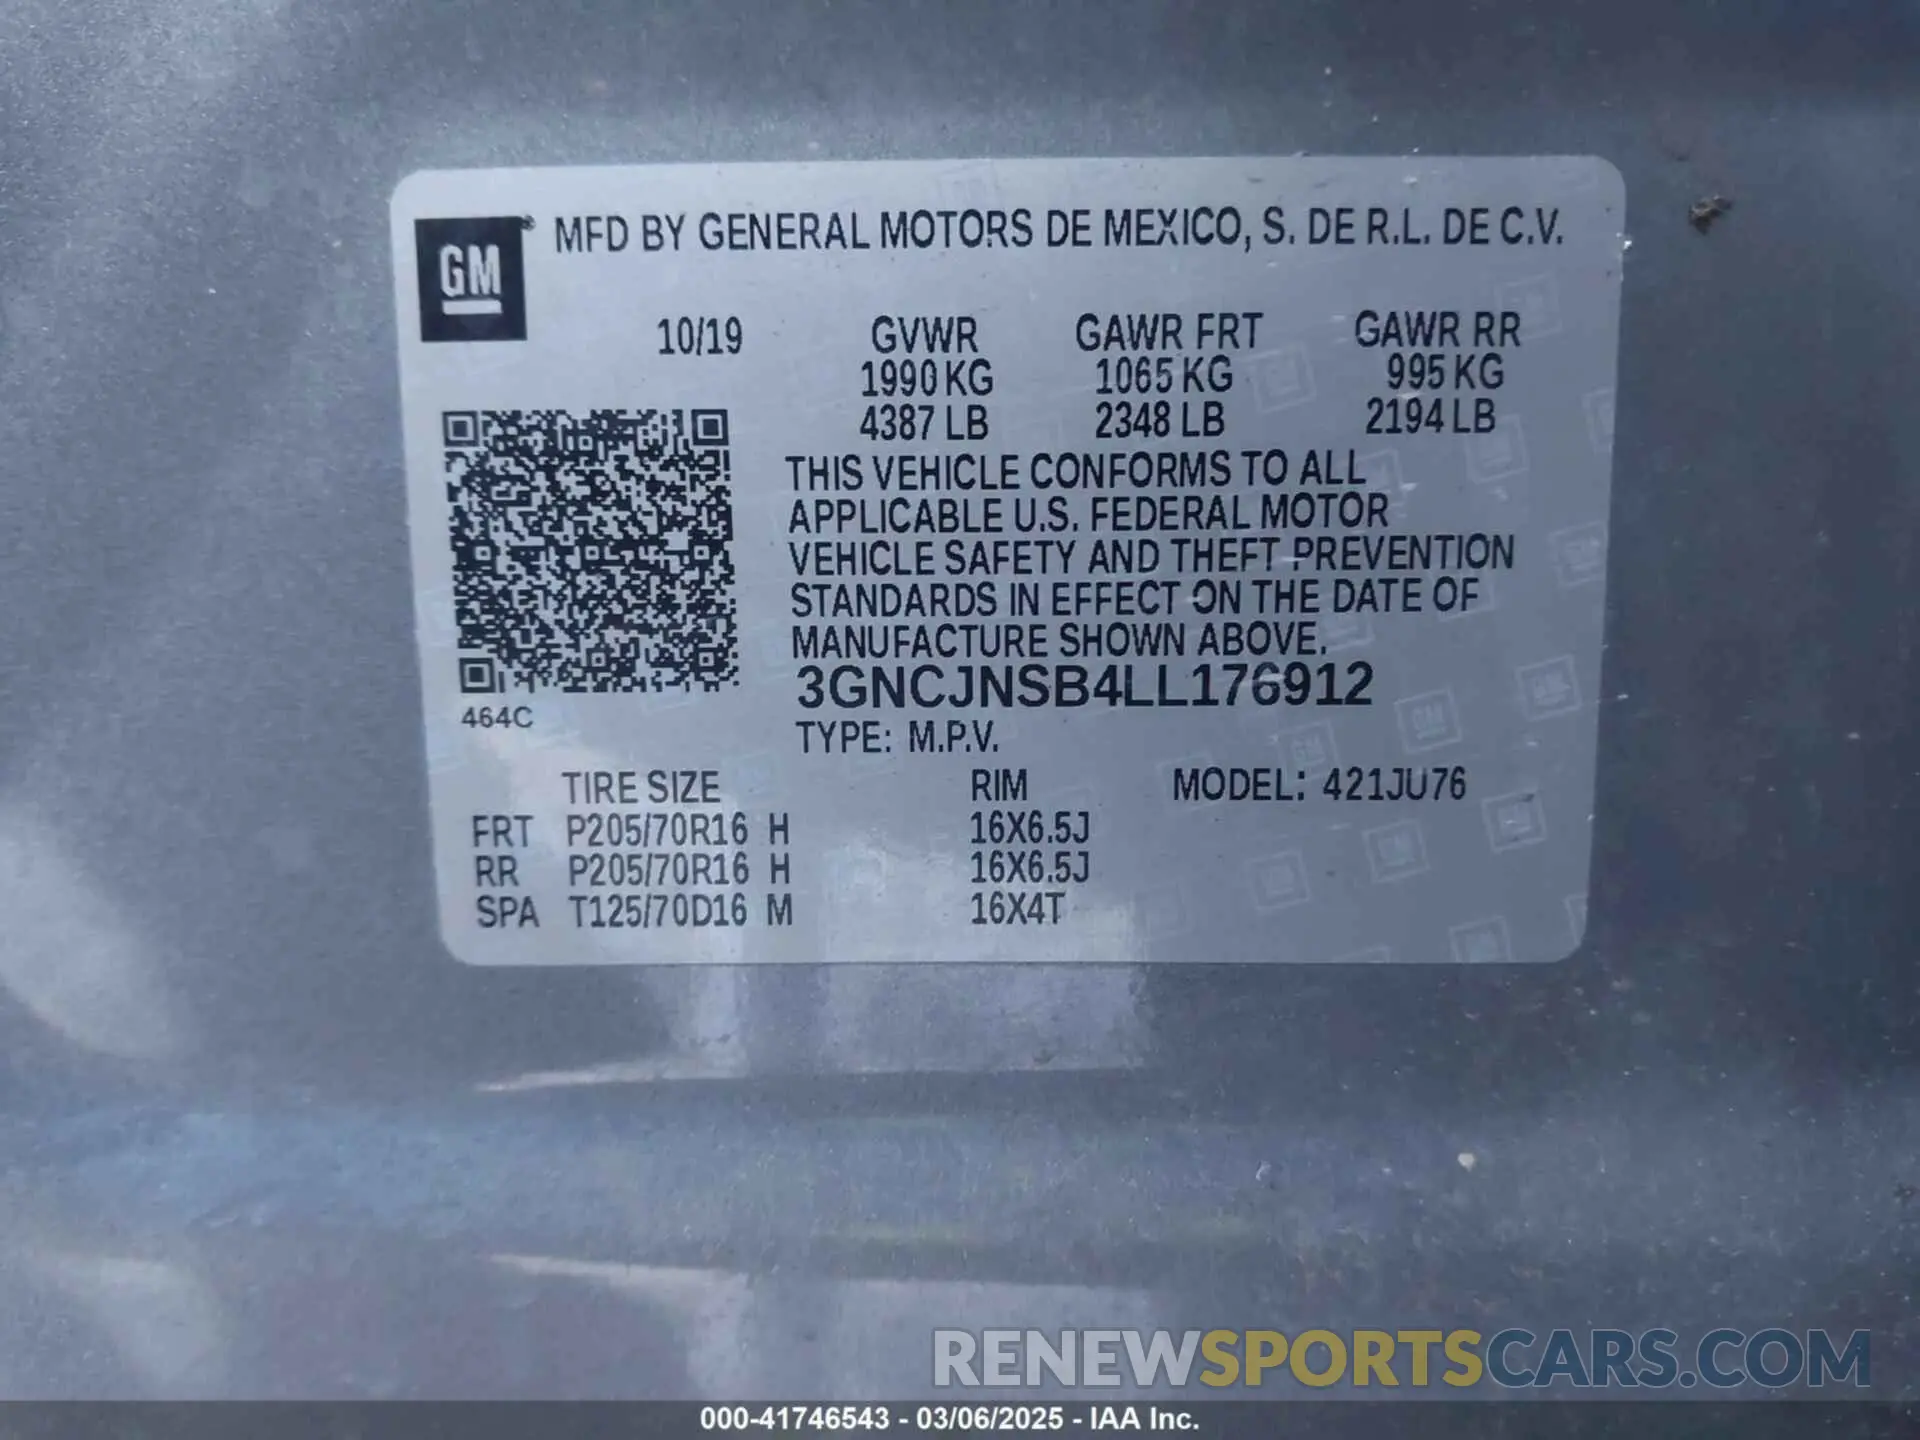 GM® MFD BY GENERAL MOTORS DE MEXICO, S. DE R.L. DE C.V.
10/19 GVWR GAWR FRT GAWR RR
1990 KG 1065 KG 995 KG
4387 LB 2348 LB 2194 LB
THIS VEHICLE CONFORMS TO ALL
APPLICABLE U.S. FEDERAL MOTOR
VEHICLE SAFETY AND THEFT PREVENTION
STANDARDS IN EFFECT ON THE DATE OF
MANUFACTURE SHOWN ABOVE.
3GNCJNSB4LL176912
464C
TYPE: M.P.V.
TIRE SIZE RIM MODEL: 421JU76
FRT P205/70R16 H 16X6.5J
RR P205/70R16 H 16X6.5J
SPA T125/70D16 M 16X4T
RENEWSPORTSCARS.COM
000-41746543 - 03/06/2025 - IAA Inc.